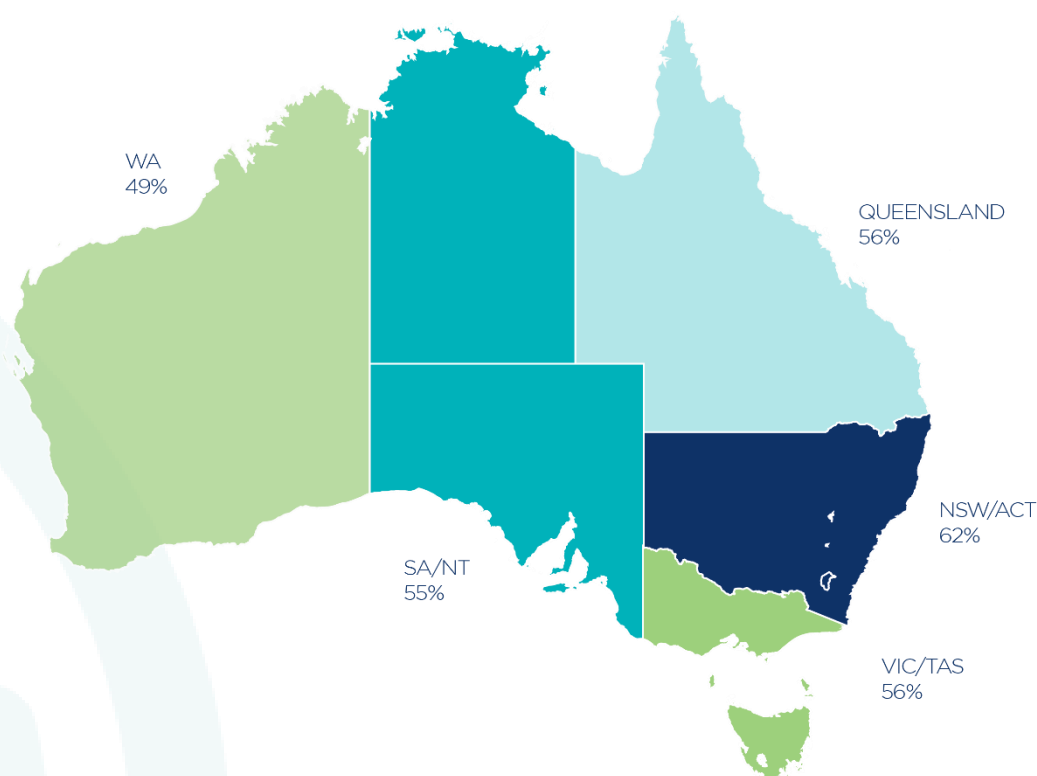 WA
49%
QUEENSLAND
56%
NSW/ACT
62%
SA/NT
55%
VIC/TAS
56%